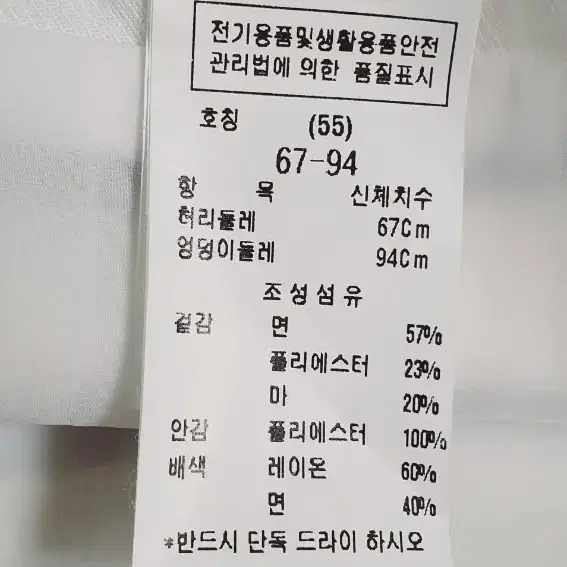 전기용품및생활용품안전
관리법에 의한 품질표시
호칭 (55)
67-94
항 목 신체치수
허리둘레 67Cm
엉덩이둘레 94Cm
조성섬유
겉감 면 57%
폴리에스터 23%
마 20%
안감 폴리에스터 100%
배색 레이온 60%
면 40%
*반드시 단독 드라이 하시오